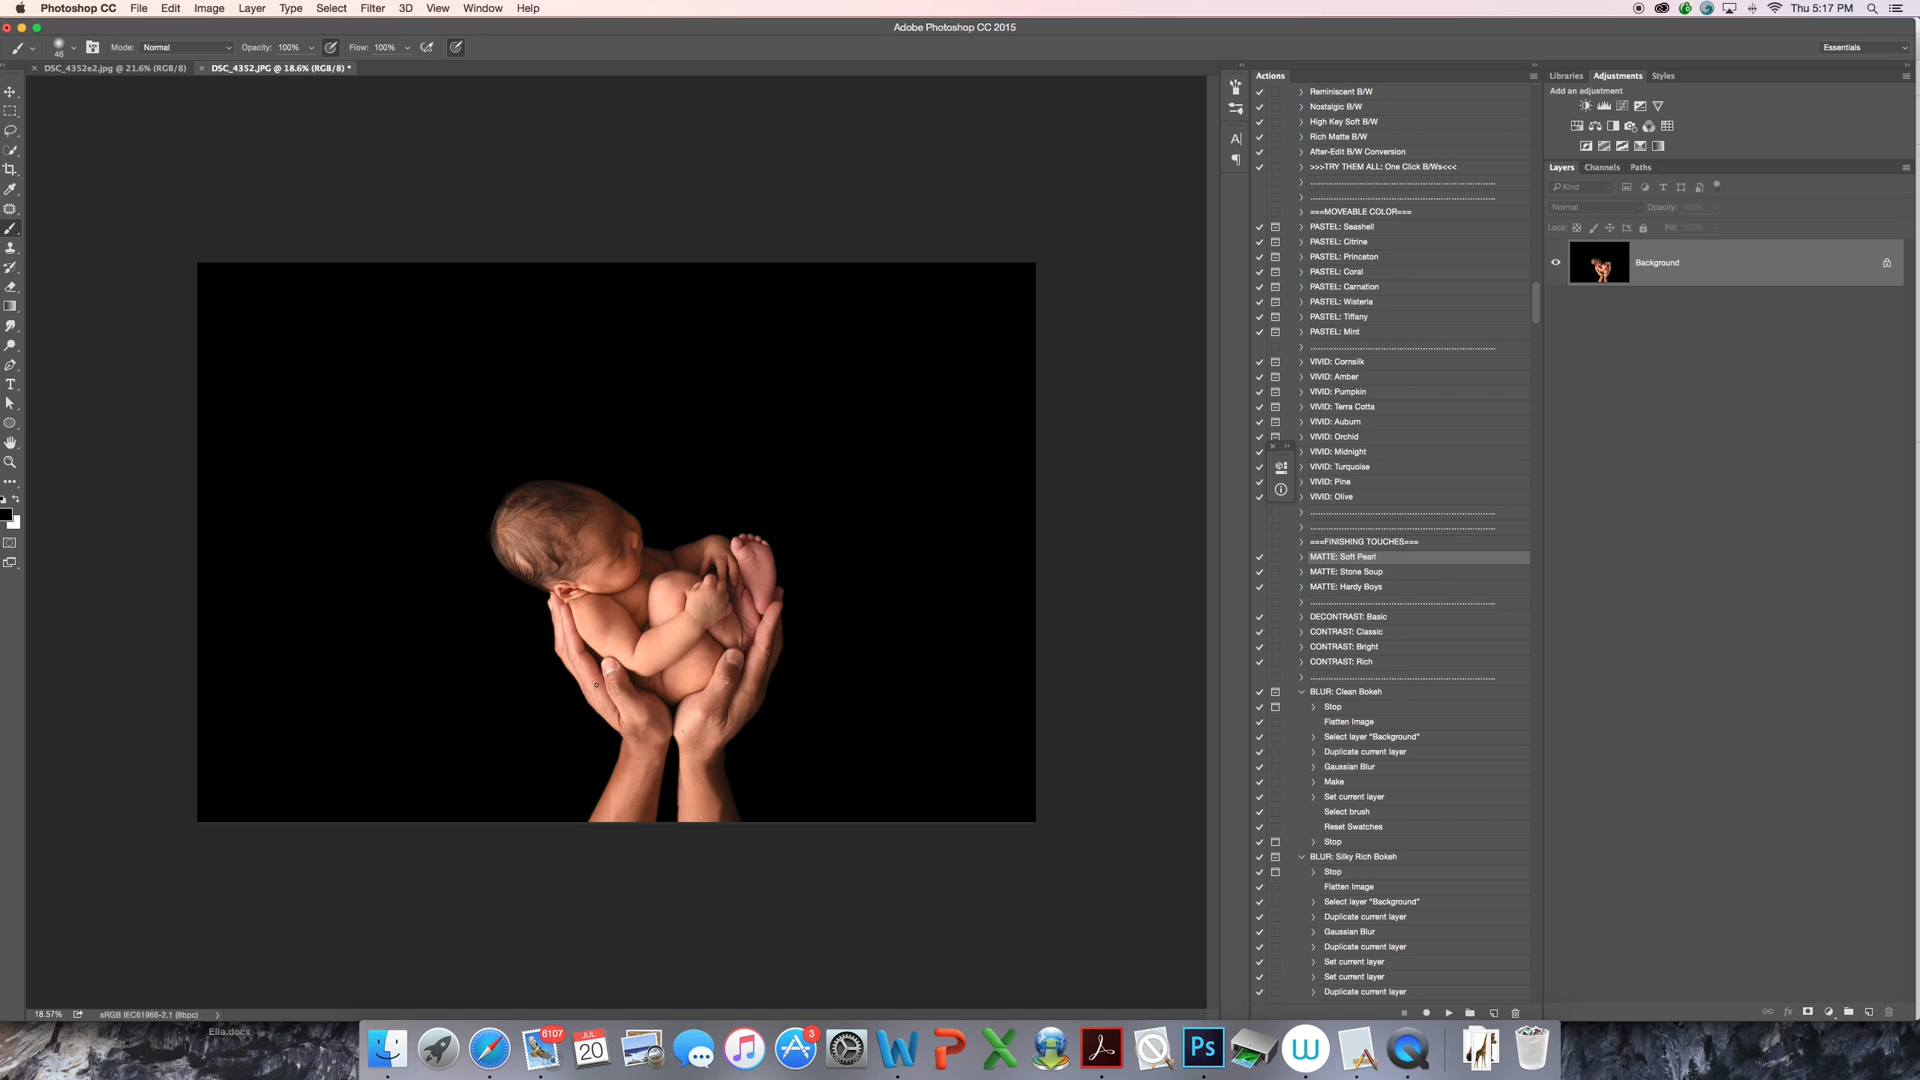 Photoshop CC File Edit Image Layer Type Select Filter 3D View Window Help
Thu 5:17 PM
Adobe Photoshop CC 2015
46 Mode: Normal Opacity: 100% Flow: 100% Essentials
DSC_4352e2.jpg @ 21.6% (RGB/8) DSC_4352.JPG @ 18.6% (RGB/8) *
Actions
Reminiscent B/W
Nostalgic B/W
High Key Soft B/W
Rich Matte B/W
After-Edit B/W Conversion
>>>TRY THEM ALL: One Click B/Ws<<<
===MOVEABLE COLOR===
PASTEL: Seashell
PASTEL: Citrine
PASTEL: Princeton
PASTEL: Coral
PASTEL: Carnation
PASTEL: Wisteria
PASTEL: Tiffany
PASTEL: Mint
VIVID: Cornsilk
VIVID: Amber
VIVID: Pumpkin
VIVID: Terra Cotta
VIVID: Auburn
VIVID: Orchid
VIVID: Midnight
VIVID: Turquoise
VIVID: Pine
VIVID: Olive
===FINISHING TOUCHES===
MATTE: Soft Pearl
MATTE: Stone Soup
MATTE: Hardy Boys
DECONTRAST: Basic
CONTRAST: Classic
CONTRAST: Bright
CONTRAST: Rich
BLUR: Clean Bokeh
Stop
Flatten Image
Select layer "Background"
Duplicate current layer
Gaussian Blur
Make
Set current layer
Select brush
Reset Swatches
Stop
BLUR: Silky Rich Bokeh
Stop
Flatten Image
Select layer "Background"
Duplicate current layer
Gaussian Blur
Duplicate current layer
Set current layer
Set current layer
Duplicate current layer
Libraries Adjustments Styles
Add an adjustment
Layers Channels Paths
Kind
Normal Opacity: 100%
Lock: Fill: 100%
Background
18.57% sRGB IEC61966-2.1 (8bpc)
Ella.docx
6107
JUL
20
3
Ps